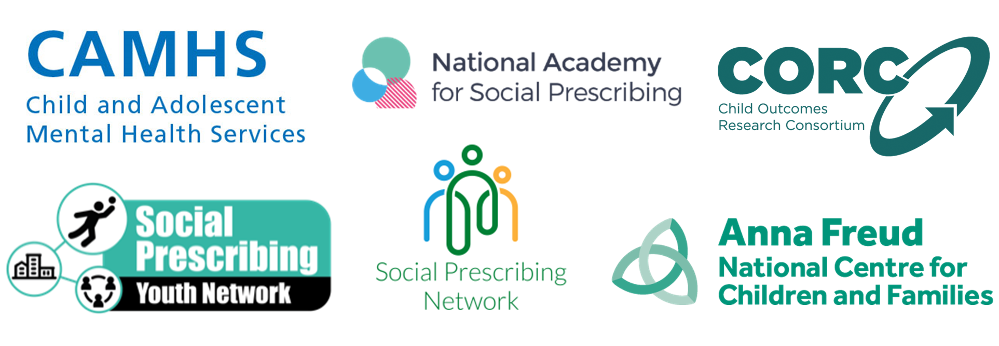 CAMHS
Child and Adolescent
Mental Health Services
National Academy
for Social Prescribing
CORC
Child Outcomes
Research Consortium
Social
Prescribing
Youth Network
Social Prescribing
Network
Anna Freud
National Centre for
Children and Families